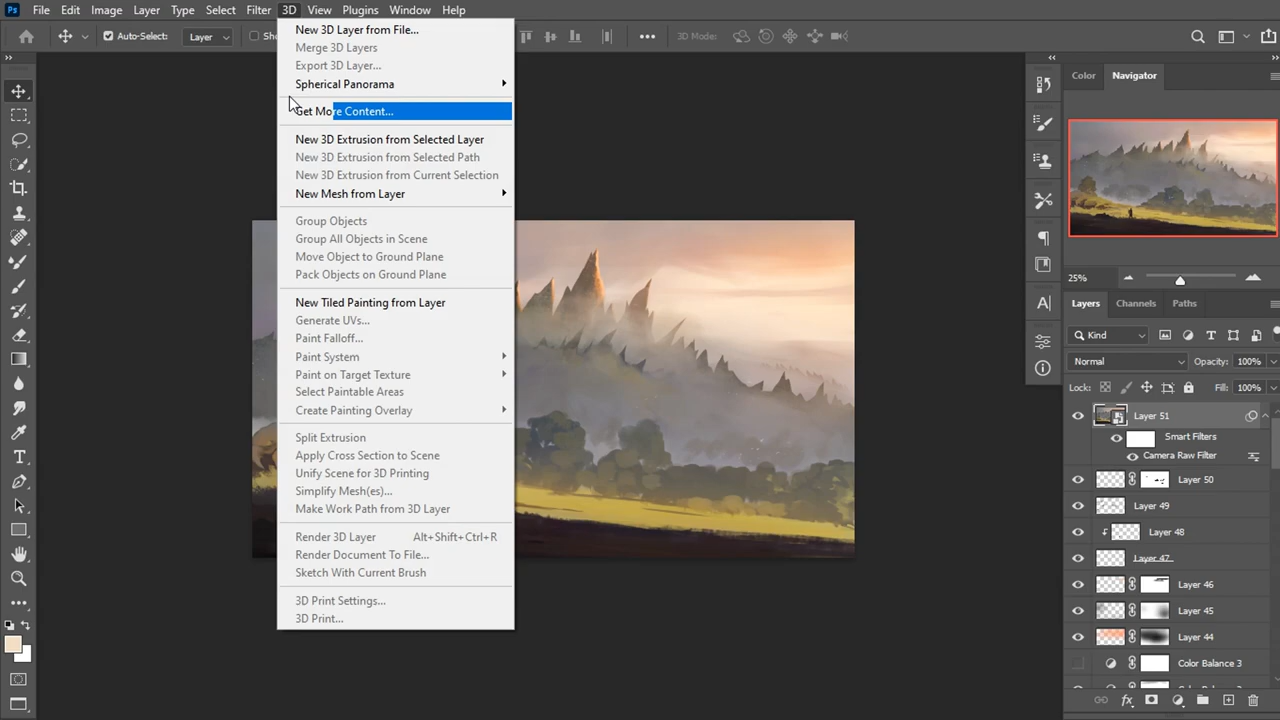 Ps File Edit Image Layer Type Select Filter 3D View Plugins Window Help
Auto-Select: Layer
3D Mode:
New 3D Layer from File...
Merge 3D Layers
Export 3D Layer...
Spherical Panorama
Get More Content...
New 3D Extrusion from Selected Layer
New 3D Extrusion from Selected Path
New 3D Extrusion from Current Selection
New Mesh from Layer
Group Objects
Group All Objects in Scene
Move Object to Ground Plane
Pack Objects on Ground Plane
New Tiled Painting from Layer
Generate UVs...
Paint Falloff...
Paint System
Paint on Target Texture
Select Paintable Areas
Create Painting Overlay
Split Extrusion
Apply Cross Section to Scene
Unify Scene for 3D Printing
Simplify Mesh(es)...
Make Work Path from 3D Layer
Render 3D Layer Alt+Shift+Ctrl+R
Render Document To File...
Sketch With Current Brush
3D Print Settings...
3D Print...
Color Navigator
25%
Layers Channels Paths
Kind
Normal Opacity: 100%
Lock: Fill: 100%
Layer 51
Smart Filters
Camera Raw Filter
Layer 50
Layer 49
Layer 48
Layer 47
Layer 46
Layer 45
Layer 44
Color Balance 3